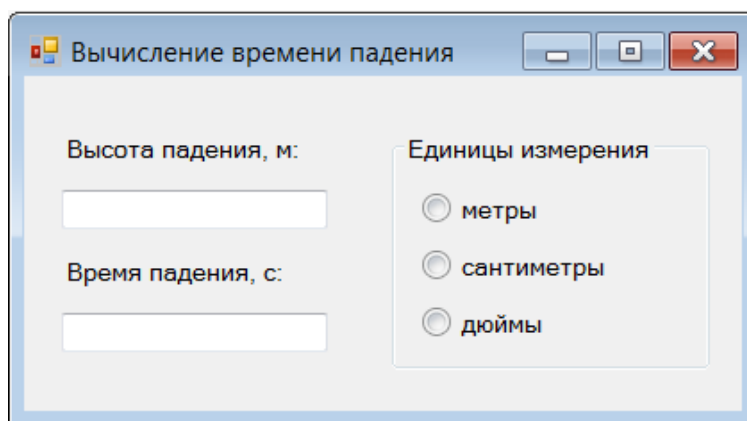 Вычисление времени падения
Высота падения, м:
Время падения, с:
Единицы измерения
метры
сантиметры
дюймы